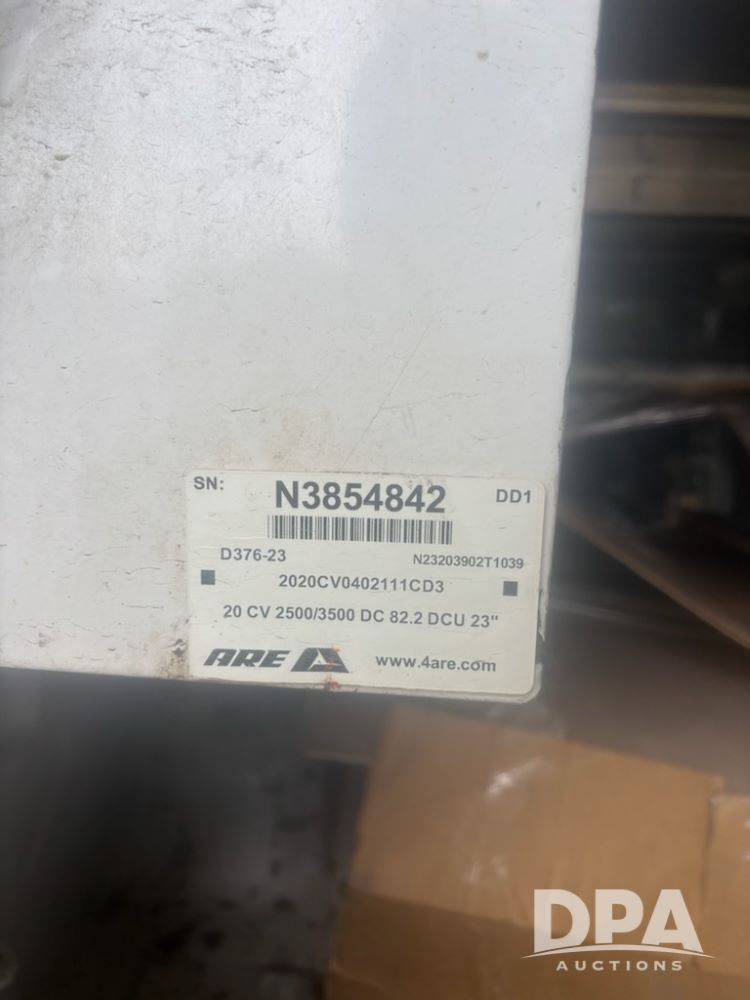 SN: N3854842 DD1
D376-23 N23203902T1039
2020CV0402111CD3
20 CV 2500/3500 DC 82.2 DCU 23"
ARE www.4are.com
DPA
AUCTIONS